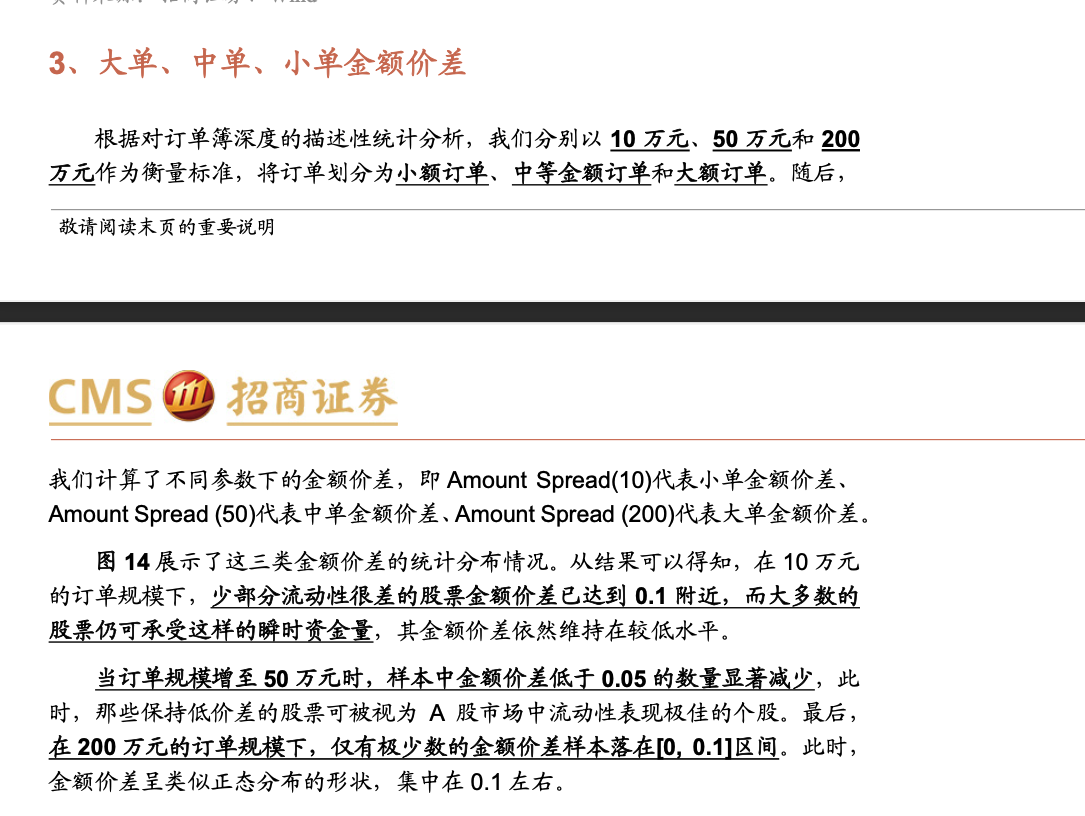 3、大单、中单、小单金额价差
根据对订单簿深度的描述性统计分析，我们分别以 10 万元、50 万元和 200
万元作为衡量标准，将订单划分为小额订单、中等金额订单和大额订单。随后，
敬请阅读末页的重要说明
CMS 招商证券
我们计算了不同参数下的金额价差，即 Amount Spread(10)代表小单金额价差、
Amount Spread (50)代表中单金额价差、Amount Spread (200)代表大单金额价差。
图 14 展示了这三类金额价差的统计分布情况。从结果可以得知，在 10 万元
的订单规模下，少部分流动性很差的股票金额价差已达到 0.1 附近，而大多数的
股票仍可承受这样的瞬时资金量，其金额价差依然维持在较低水平。
当订单规模增至 50 万元时，样本中金额价差低于 0.05 的数量显著减少，此
时，那些保持低价差的股票可被视为 A 股市场中流动性表现极佳的个股。最后，
在 200 万元的订单规模下，仅有极少数的金额价差样本落在[0, 0.1]区间。此时，
金额价差呈类似正态分布的形状，集中在 0.1 左右。